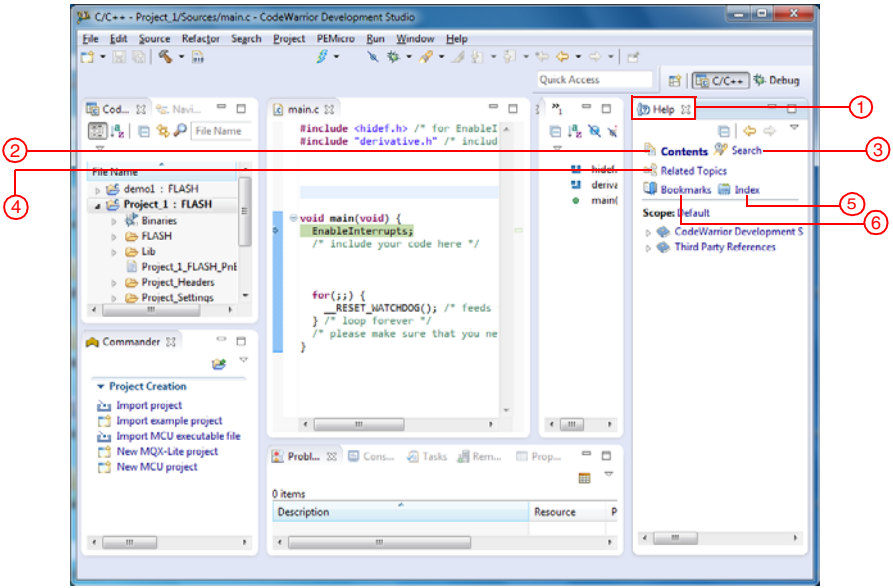 C/C++ - Project_1/Sources/main.c - CodeWarrior Development Studio
File Edit Source Refactor Search Project PEMicro Run Window Help
Quick Access
C/C++ Debug
Cod... Navi...
File Name
File Name
demo1 : FLASH
Project_1 : FLASH
Binaries
FLASH
Lib
Project_1_FLASH_PnE
Project_Headers
Project_Settings
Commander
Project Creation
Import project
Import example project
Import MCU executable file
New MQX-Lite project
New MCU project
main.c
#include <hidef.h> /* for EnableI
#include "derivative.h" /* includ
void main(void) {
EnableInterrupts;
/* include your code here */
for(;;) {
__RESET_WATCHDOG(); /* feeds
} /* loop forever */
/* please make sure that you ne
}
1
hidef.
deriva
main(
Probl... Cons... Tasks Rem... Prop...
0 items
Description Resource P
Help
Contents Search
Related Topics
Bookmarks Index
Scope: Default
CodeWarrior Development S
Third Party References
1
2
3
4
5
6